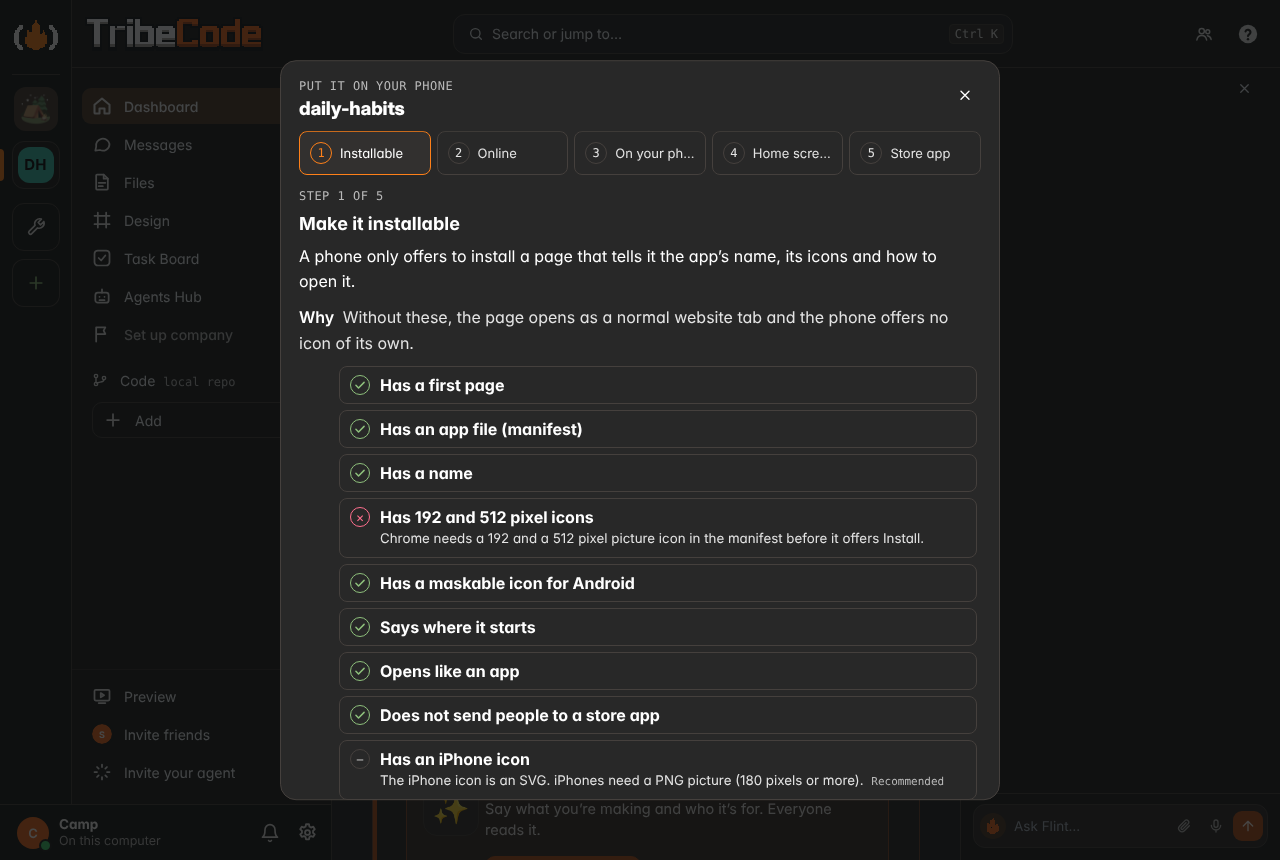 TribeCode
Search or jump to...
Ctrl K
PUT IT ON YOUR PHONE
daily-habits
1 Installable
2 Online
3 On your ph...
4 Home scre...
5 Store app
STEP 1 OF 5
Make it installable
A phone only offers to install a page that tells it the app’s name, its icons and how to
open it.
Why Without these, the page opens as a normal website tab and the phone offers no
icon of its own.
Has a first page
Has an app file (manifest)
Has a name
Has 192 and 512 pixel icons
Chrome needs a 192 and a 512 pixel picture icon in the manifest before it offers Install.
Has a maskable icon for Android
Says where it starts
Opens like an app
Does not send people to a store app
Has an iPhone icon
The iPhone icon is an SVG. iPhones need a PNG picture (180 pixels or more). Recommended
DH
Dashboard
Messages
Files
Design
Task Board
Agents Hub
Set up company
Code local repo
Add
Preview
S Invite friends
Invite your agent
C
Camp
On this computer
Say what you’re making and who it’s for. Everyone
reads it.
Ask Flint...